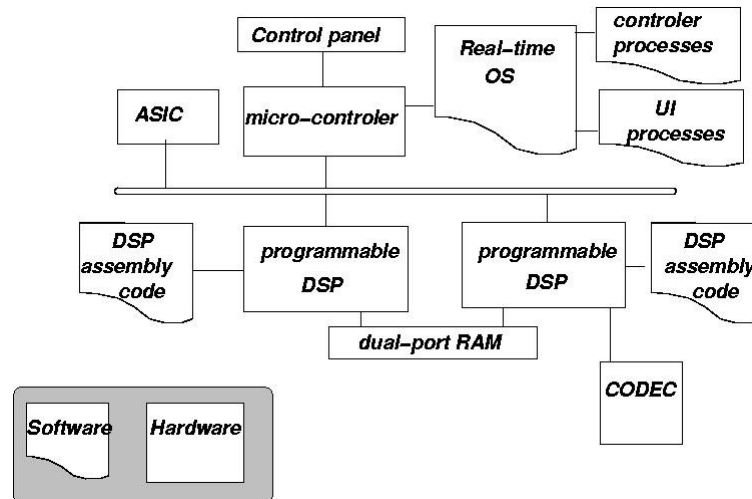 Control panel
Real-time
OS
controler
processes
ASIC
micro-controler
UI
processes
DSP
assembly
code
programmable
DSP
programmable
DSP
DSP
assembly
code
dual-port RAM
CODEC
Software
Hardware